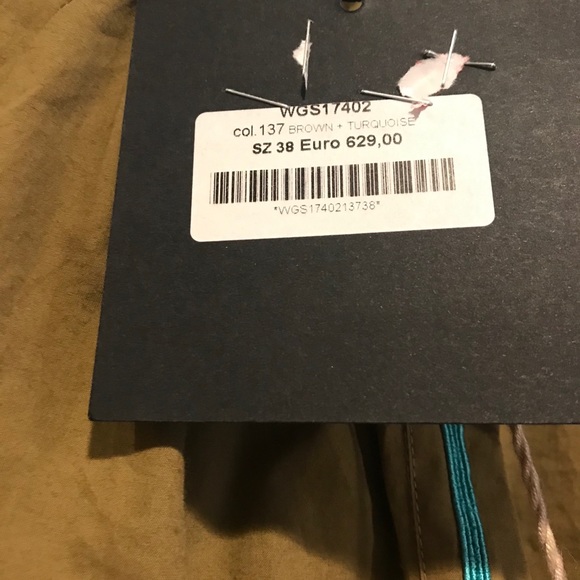 WGS17402
col.137 BROWN + TURQUOISE
SZ 38 Euro 629,00
*WGS1740213738*